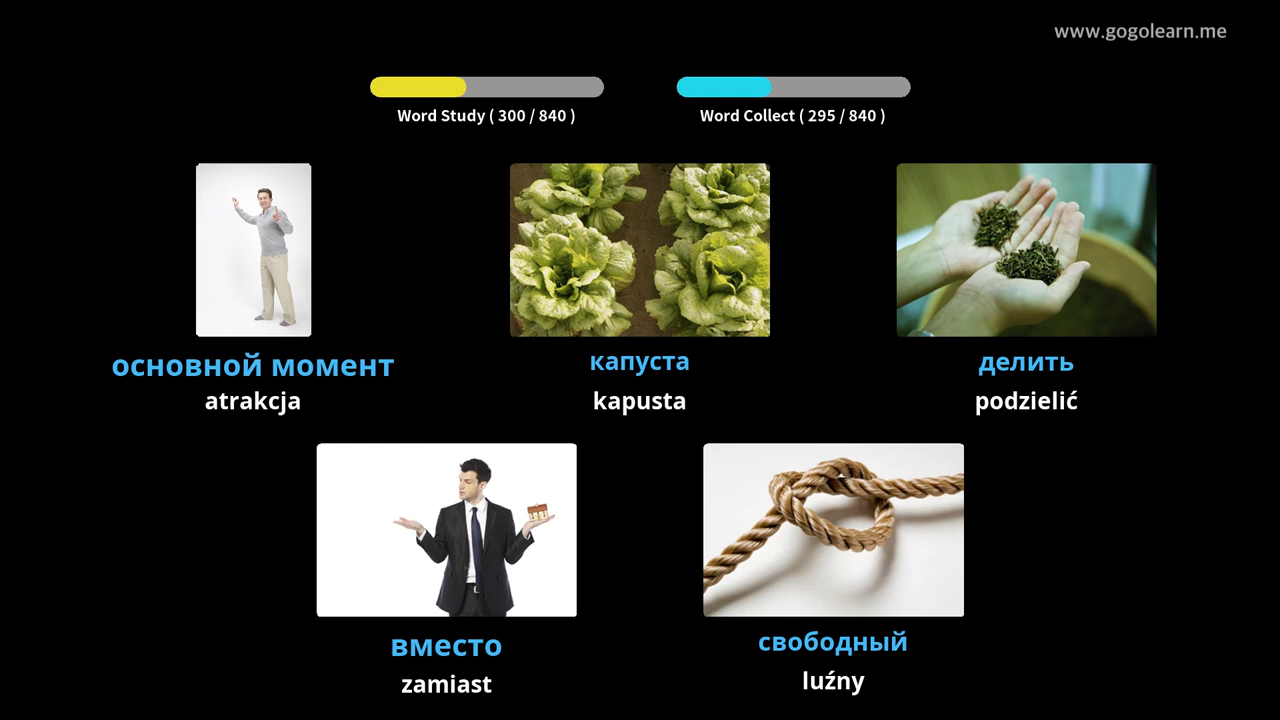 www.gogolearn.me
Word Study ( 300 / 840 )
Word Collect ( 295 / 840 )
основной момент
atrakcja
капуста
kapusta
делить
podzielić
вместо
zamiast
свободный
luźny